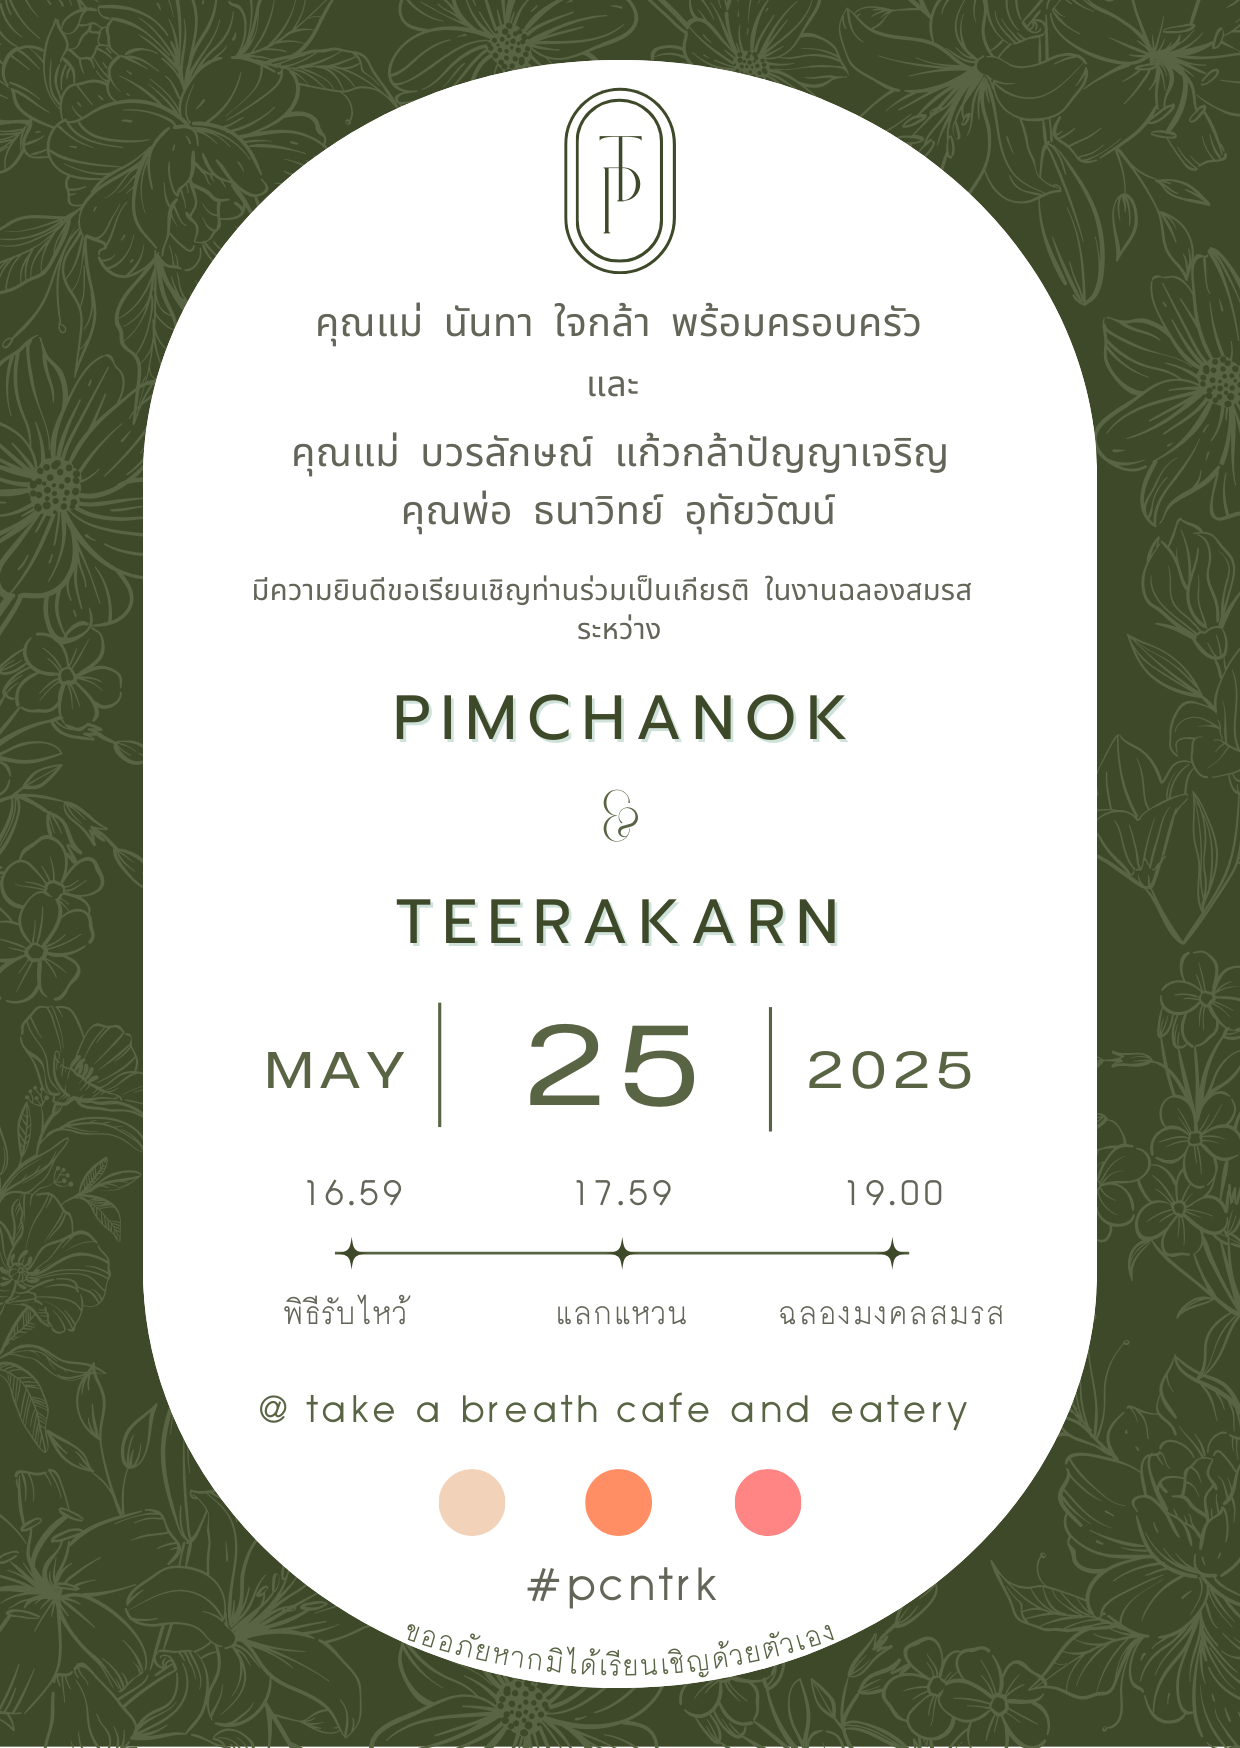 TP
คุณแม่ นันทา ใจกล้า พร้อมครอบครัว
และ
คุณแม่ บวรลักษณ์ แก้วกล้าปัญญาเจริญ
คุณพ่อ ธนาวิทย์ อุทัยวัฒน์
มีความยินดีขอเรียนเชิญท่านร่วมเป็นเกียรติ ในงานฉลองสมรส
ระหว่าง
PIMCHANOK
&
TEERAKARN
MAY 25 2025
16.59 17.59 19.00
พิธีรับไหว้ แลกแหวน ฉลองมงคลสมรส
@ take a breath cafe and eatery
#pcntrk
ขออภัยหากมิได้เรียนเชิญด้วยตัวเอง